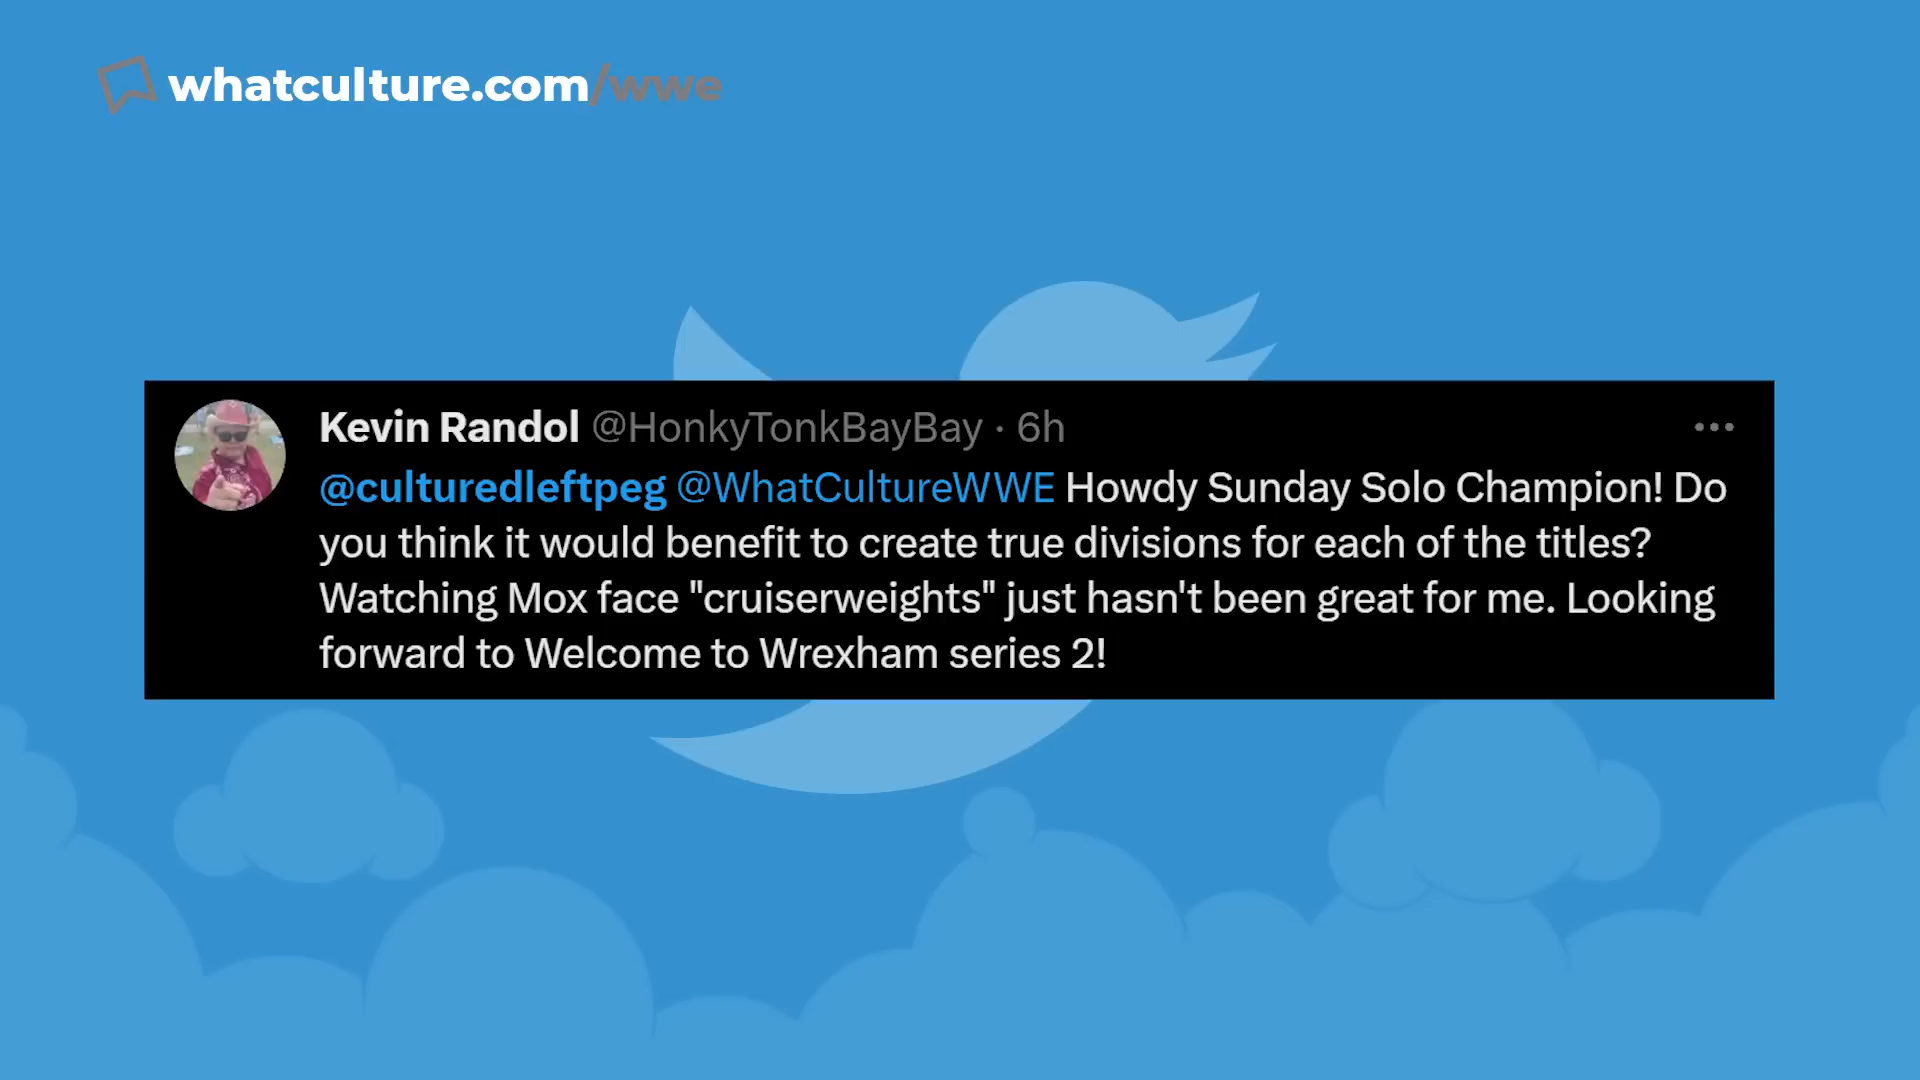 whatculture.com/wwe
Kevin Randol @HonkyTonkBayBay · 6h
@culturedleftpeg @WhatCultureWWE Howdy Sunday Solo Champion! Do
you think it would benefit to create true divisions for each of the titles?
Watching Mox face "cruiserweights" just hasn't been great for me. Looking
forward to Welcome to Wrexham series 2!